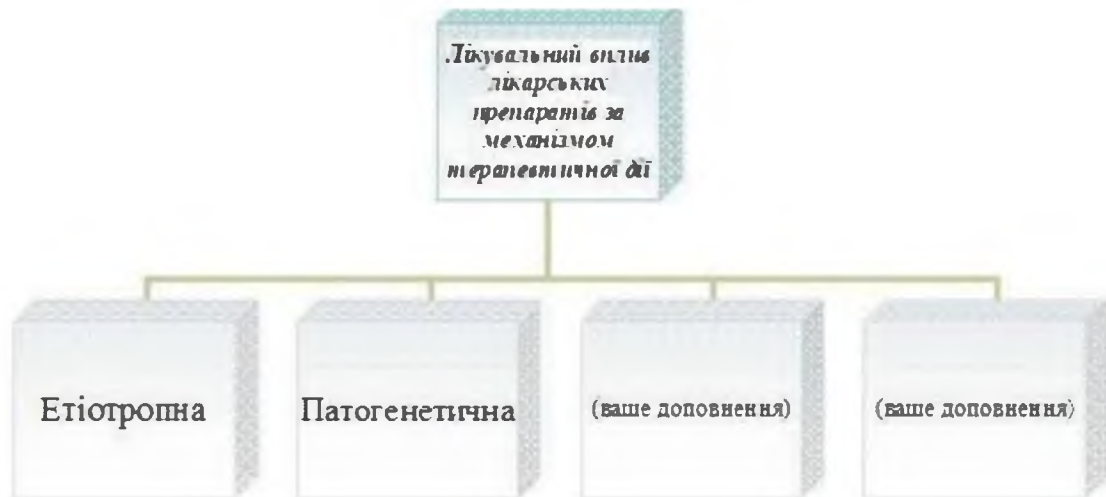 Лікувальний вплив
лікарських
препаратів за
механізмом
терапевтичної дії
Етіотропна
Патогенетична
(ваше доповнення)
(ваше доповнення)